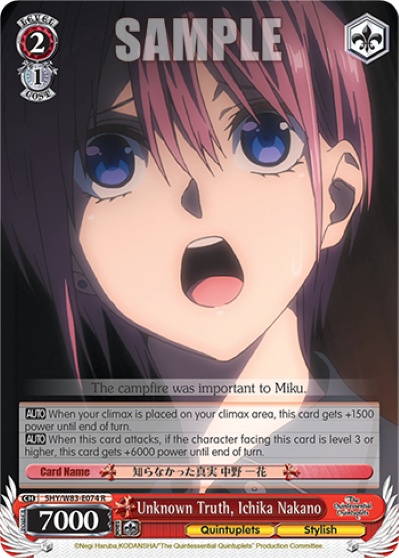 LEVEL
SAMPLE
2
1
COST
The campfire was important to Miku.
AUTO When your climax is placed on your climax area, this card gets +1500
power until end of turn.
AUTO When this card attacks, if the character facing this card is level 3 or
higher, this card gets +6000 power until end of turn.
Card Name
知らなかった真実 中野 一花
CH 5HY/W83-E074 R
7000
Unknown Truth, Ichika Nakano
The Quintessential Quintuplets
Quintuplets
Stylish
©Negi Haruba,KODANSHA/"The Quintessential Quintuplets" Production Committee.